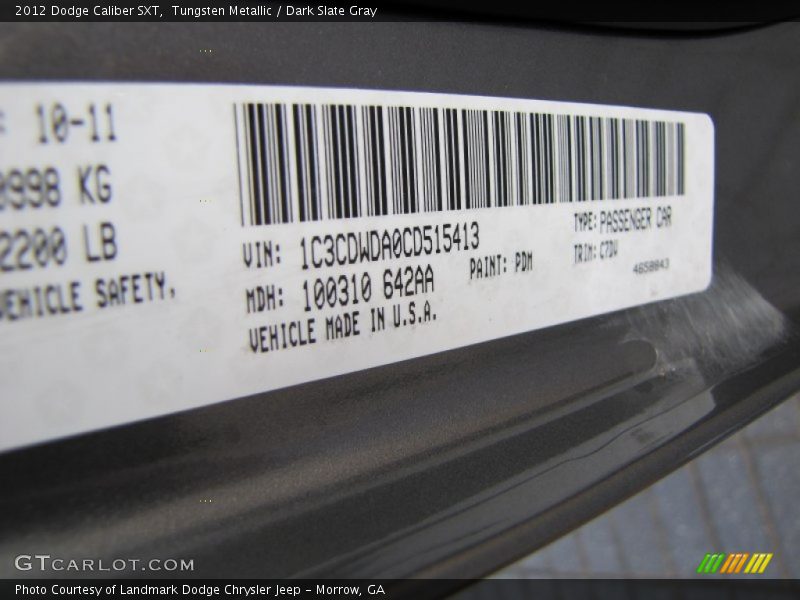 2012 Dodge Caliber SXT, Tungsten Metallic / Dark Slate Gray
10-11
0998 KG
2200 LB
VEHICLE SAFETY.
VIN: 1C3CDWDA0CD515413
TYPE: PASSENGER CAR
MDH: 100310 642AA
PAINT: PDM
TRIM: C7DV
4658843
VEHICLE MADE IN U.S.A.
GTCARLOT.COM
Photo Courtesy of Landmark Dodge Chrysler Jeep – Morrow, GA